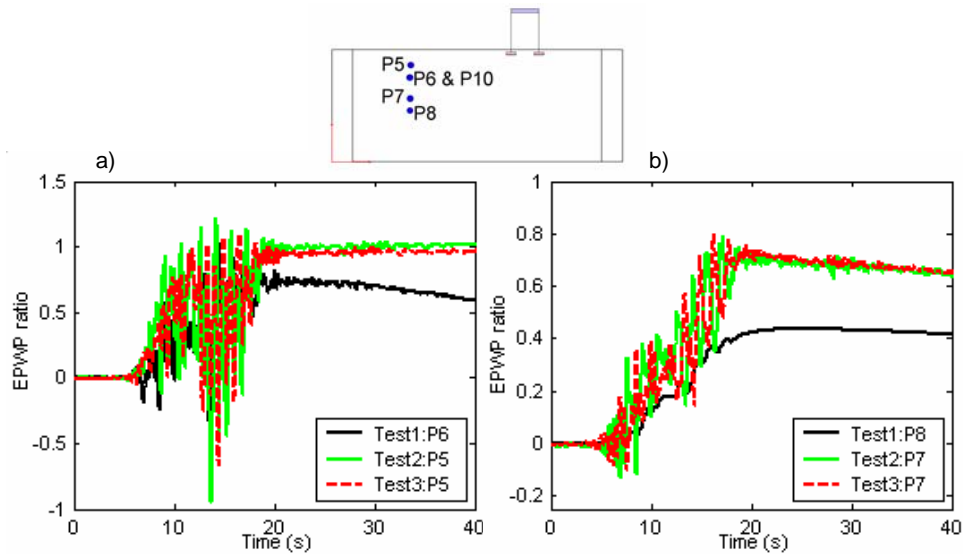 P5
P6 & P10
P7
P8
a)
b)
1.5
1
0.5
0
-0.5
-1
EPWP ratio
0
10
20
30
40
Time (s)
Test1:P6
Test2:P5
Test3:P5
1
0.8
0.6
0.4
0.2
0
-0.2
EPWP ratio
0
10
20
30
40
Time (s)
Test1:P8
Test2:P7
Test3:P7